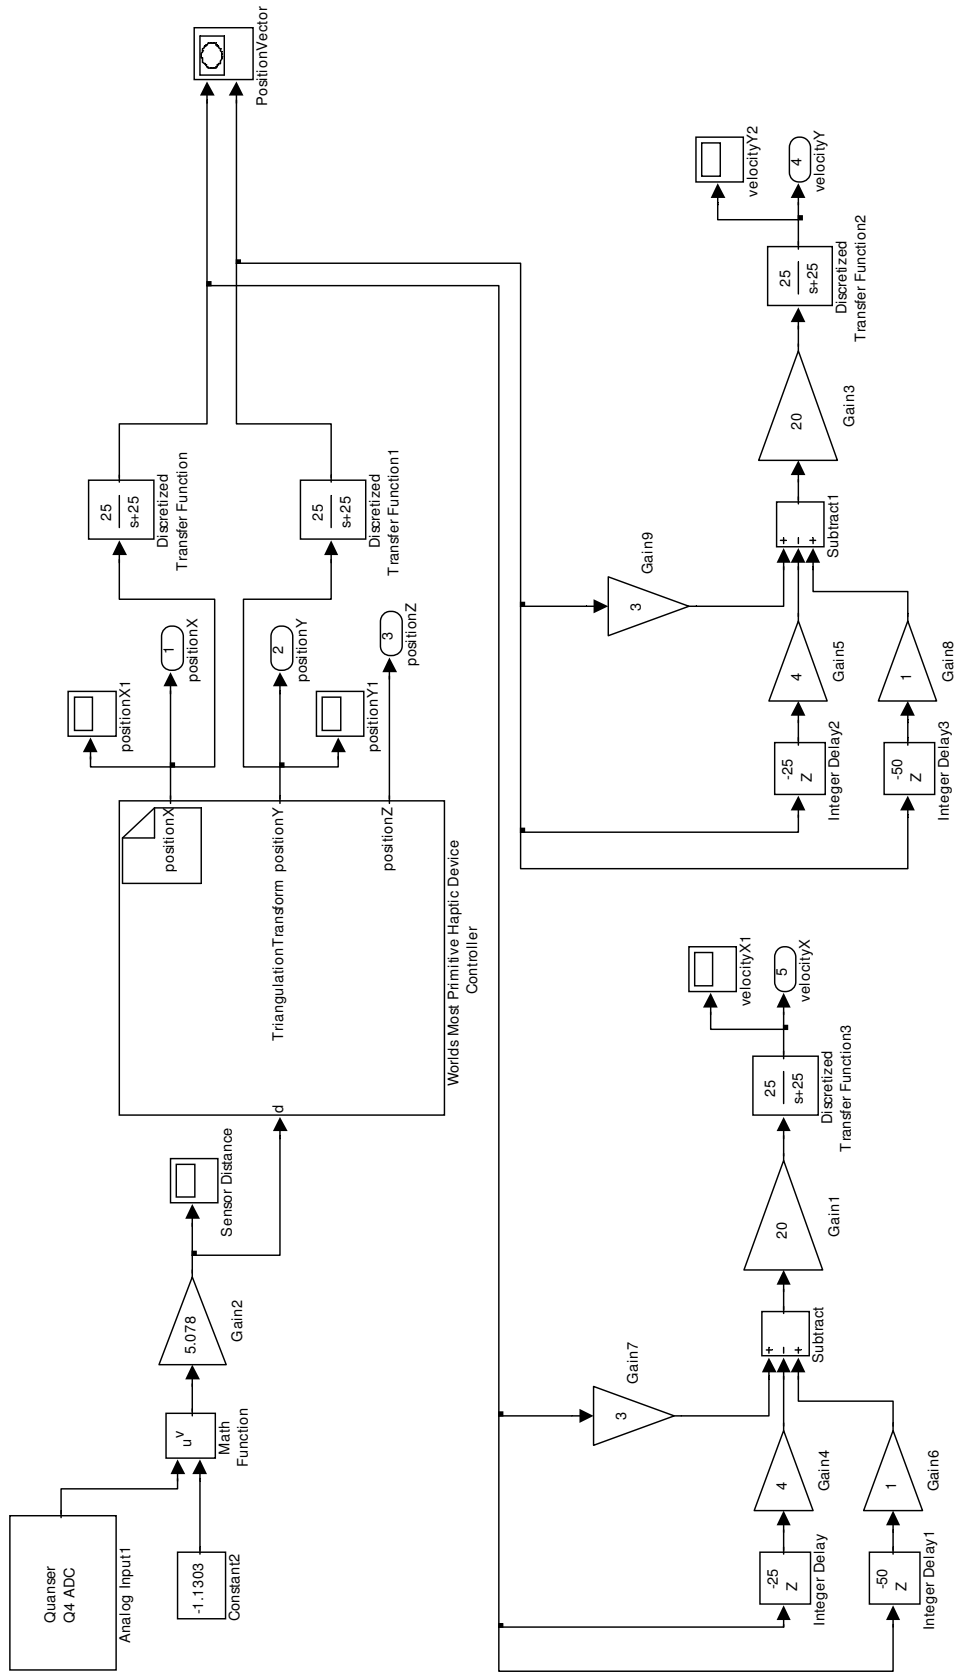 Quanser
Q4 ADC
Analog Input1
-1.1303
Constant2
u^v
Math
Function
5.078
Gain2
Sensor Distance
d
TriangulationTransform
positionX
positionY
positionZ
Worlds Most Primitive Haptic Device
Controller
positionX1
1
positionX
2
positionY
positionY1
3
positionZ
25
s+25
Discretized
Transfer Function
25
s+25
Discretized
Transfer Function1
PositionVector
-25
Z
Integer Delay
-50
Z
Integer Delay1
4
Gain4
1
Gain6
3
Gain7
+
−
+
Subtract
20
Gain1
25
s+25
Discretized
Transfer Function3
velocityX1
5
velocityX
-25
Z
Integer Delay2
-50
Z
Integer Delay3
4
Gain5
1
Gain8
3
Gain9
+
−
+
Subtract1
20
Gain3
25
s+25
Discretized
Transfer Function2
velocityY2
4
velocityY